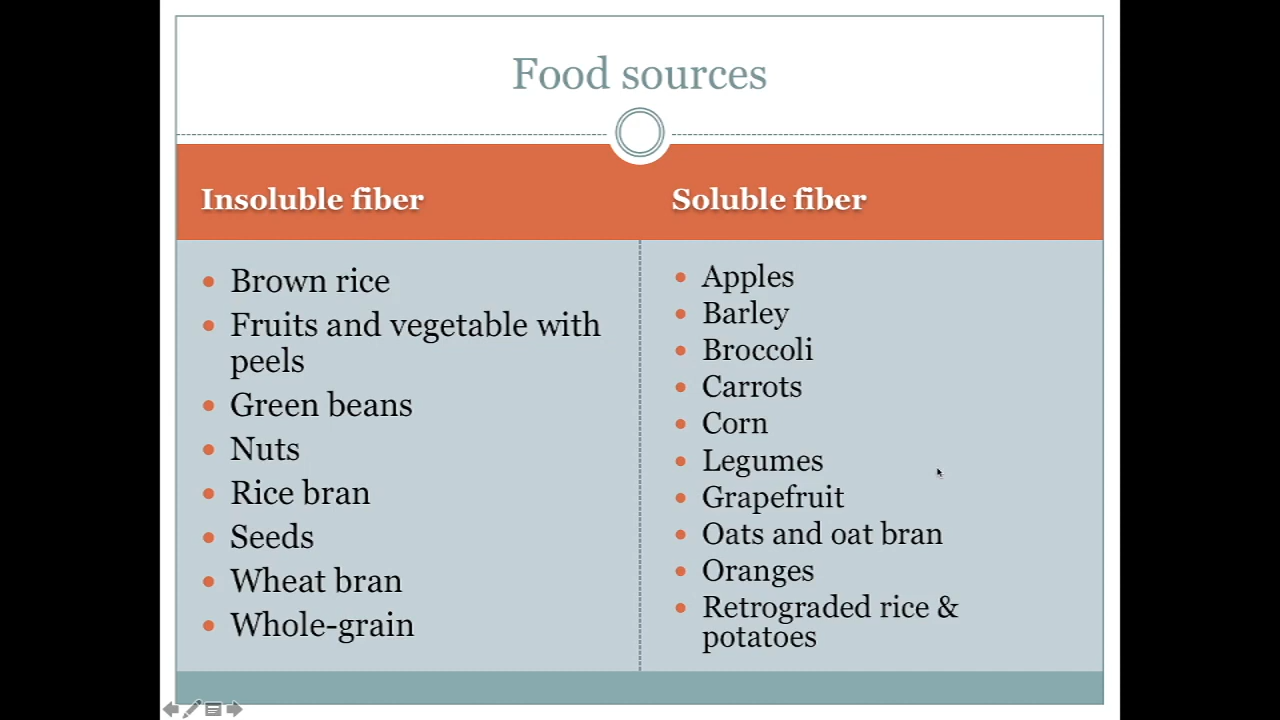 Food sources
Insoluble fiber
Brown rice
Fruits and vegetable with
peels
Green beans
Nuts
Rice bran
Seeds
Wheat bran
Whole-grain
Soluble fiber
Apples
Barley
Broccoli
Carrots
Corn
Legumes
Grapefruit
Oats and oat bran
Oranges
Retrograded rice &
potatoes